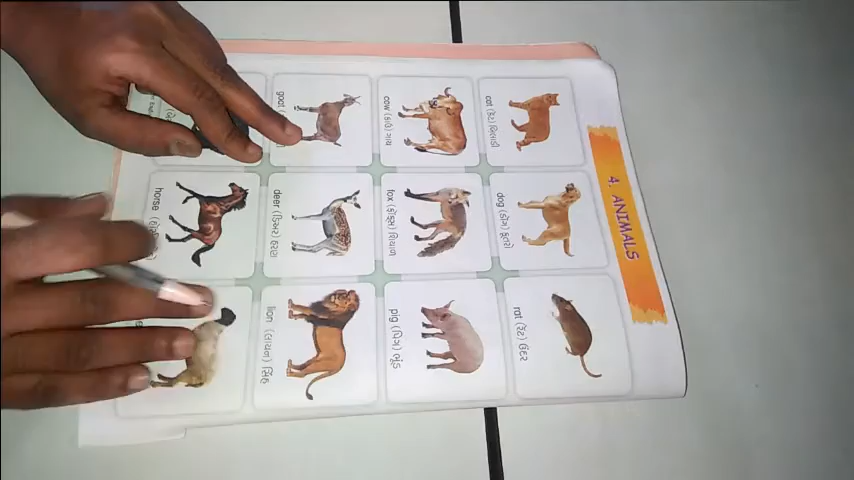 4. ANIMALS
cat (કેટ) બિલાડી
dog (ડોગ) કૂતરો
rat (રેટ) ઉંદર
cow (કાઉ) ગાય
fox (ફોક્સ) શિયાળ
pig (પિગ) ભૂંડ
goat
deer (ડિઅર) હરણ
lion (લાયન) સિંહ
horse